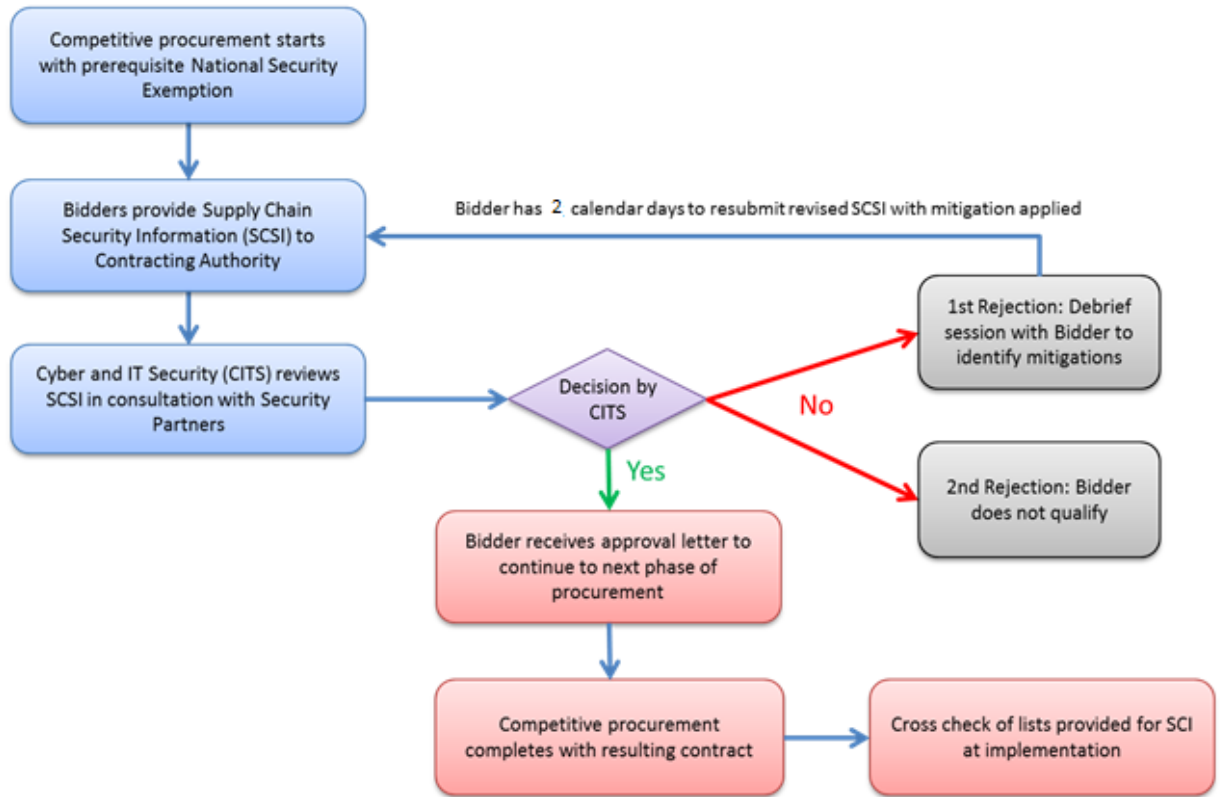 Competitive procurement starts
with prerequisite National Security
Exemption
Bidders provide Supply Chain
Security Information (SCSI) to
Contracting Authority
Bidder has 2 calendar days to resubmit revised SCSI with mitigation applied
Cyber and IT Security (CITS) reviews
SCSI in consultation with Security
Partners
Decision by
CITS
No
1st Rejection: Debrief
session with Bidder to
identify mitigations
2nd Rejection: Bidder
does not qualify
Yes
Bidder receives approval letter to
continue to next phase of
procurement
Competitive procurement
completes with resulting contract
Cross check of lists provided for SCI
at implementation